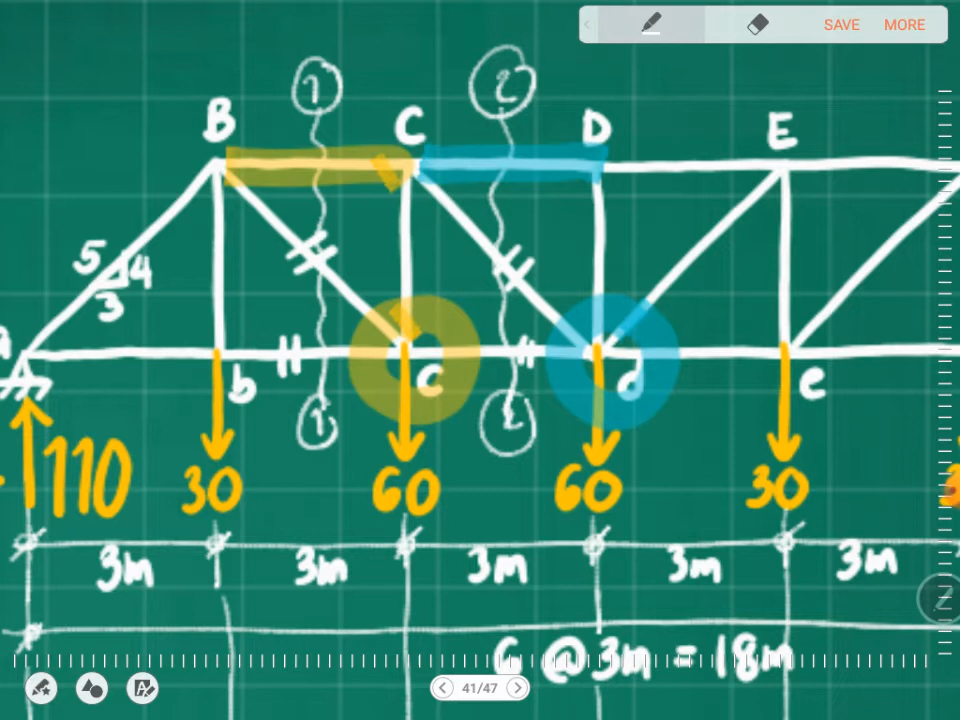 SAVE MORE
1 2
B C D E
5 4
3
a b c d e
1 2
110 30 60 60 30
3m 3m 3m 3m 3m
6 @ 3m = 18m
41/47